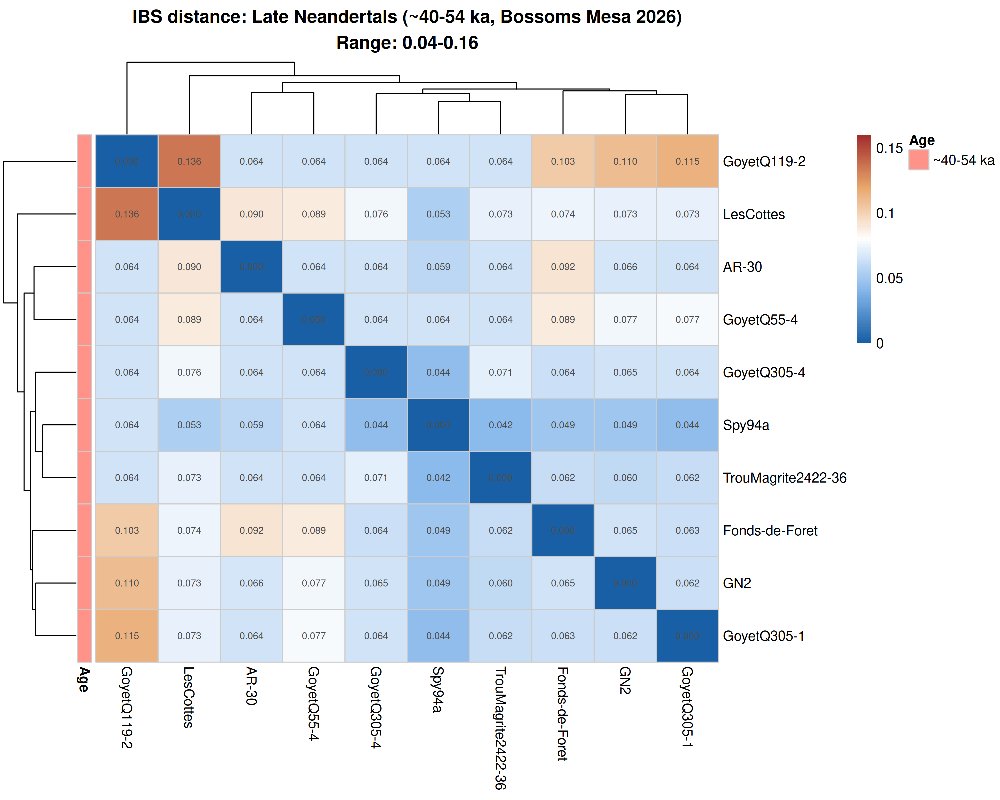 IBS distance: Late Neandertals (~40-54 ka, Bossoms Mesa 2026)
Range: 0.04-0.16
0.000 0.136 0.064 0.064 0.064 0.064 0.064 0.103 0.110 0.115 GoyetQ119-2
0.136 0.000 0.090 0.089 0.076 0.053 0.073 0.074 0.073 0.073 LesCottes
0.064 0.090 0.000 0.064 0.064 0.059 0.064 0.092 0.066 0.064 AR-30
0.064 0.089 0.064 0.000 0.064 0.064 0.064 0.089 0.077 0.077 GoyetQ55-4
0.064 0.076 0.064 0.064 0.000 0.044 0.071 0.064 0.065 0.064 GoyetQ305-4
0.064 0.053 0.059 0.064 0.044 0.000 0.042 0.049 0.049 0.044 Spy94a
0.064 0.073 0.064 0.064 0.071 0.042 0.000 0.062 0.060 0.062 TrouMagrite2422-36
0.103 0.074 0.092 0.089 0.064 0.049 0.062 0.000 0.065 0.063 Fonds-de-Foret
0.110 0.073 0.066 0.077 0.065 0.049 0.060 0.065 0.000 0.062 GN2
0.115 0.073 0.064 0.077 0.064 0.044 0.062 0.063 0.062 0.000 GoyetQ305-1
Age
GoyetQ119-2
LesCottes
AR-30
GoyetQ55-4
GoyetQ305-4
Spy94a
TrouMagrite2422-36
Fonds-de-Foret
GN2
GoyetQ305-1
0.15
0.1
0.05
0
Age
~40-54 ka